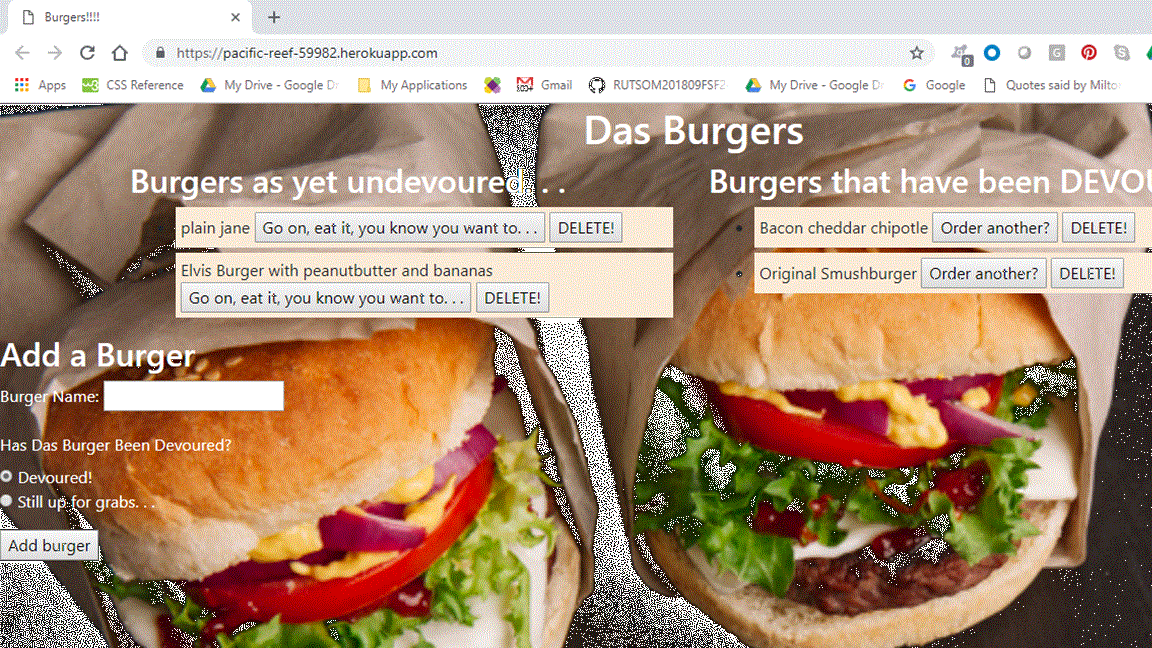 Burgers!!!!
https://pacific-reef-59982.herokuapp.com
0
G
Apps CSS Reference My Drive - Google Dr My Applications Gmail RUTSOM201809FSF2 My Drive - Google Dr Google Quotes said by Milto
Das Burgers
Burgers as yet undevoured. . .
plain jane Go on, eat it, you know you want to. . . DELETE!
Elvis Burger with peanutbutter and bananas
Go on, eat it, you know you want to. . . DELETE!
Burgers that have been DEVOU
Bacon cheddar chipotle Order another? DELETE!
Original Smushburger Order another? DELETE!
Add a Burger
Burger Name:
Has Das Burger Been Devoured?
Devoured!
Still up for grabs. . .
Add burger